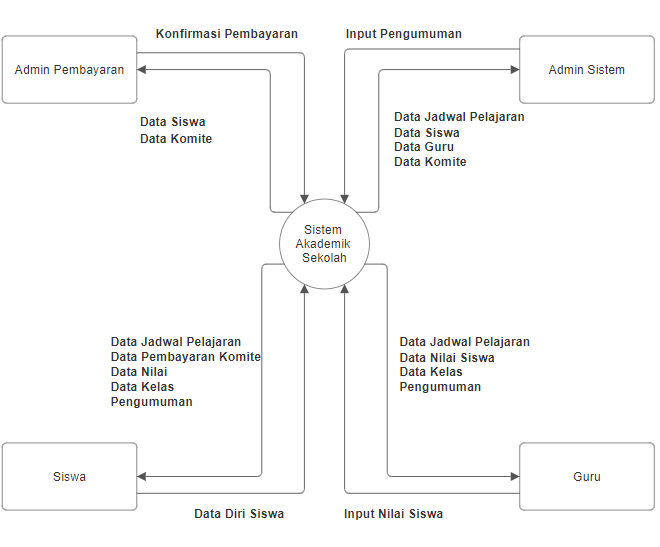 Konfirmasi Pembayaran
Input Pengumuman
Admin Pembayaran
Admin Sistem
Data Siswa
Data Komite
Data Jadwal Pelajaran
Data Siswa
Data Guru
Data Komite
Sistem
Akademik
Sekolah
Data Jadwal Pelajaran
Data Pembayaran Komite
Data Nilai
Data Kelas
Pengumuman
Data Jadwal Pelajaran
Data Nilai Siswa
Data Kelas
Pengumuman
Siswa
Guru
Data Diri Siswa
Input Nilai Siswa